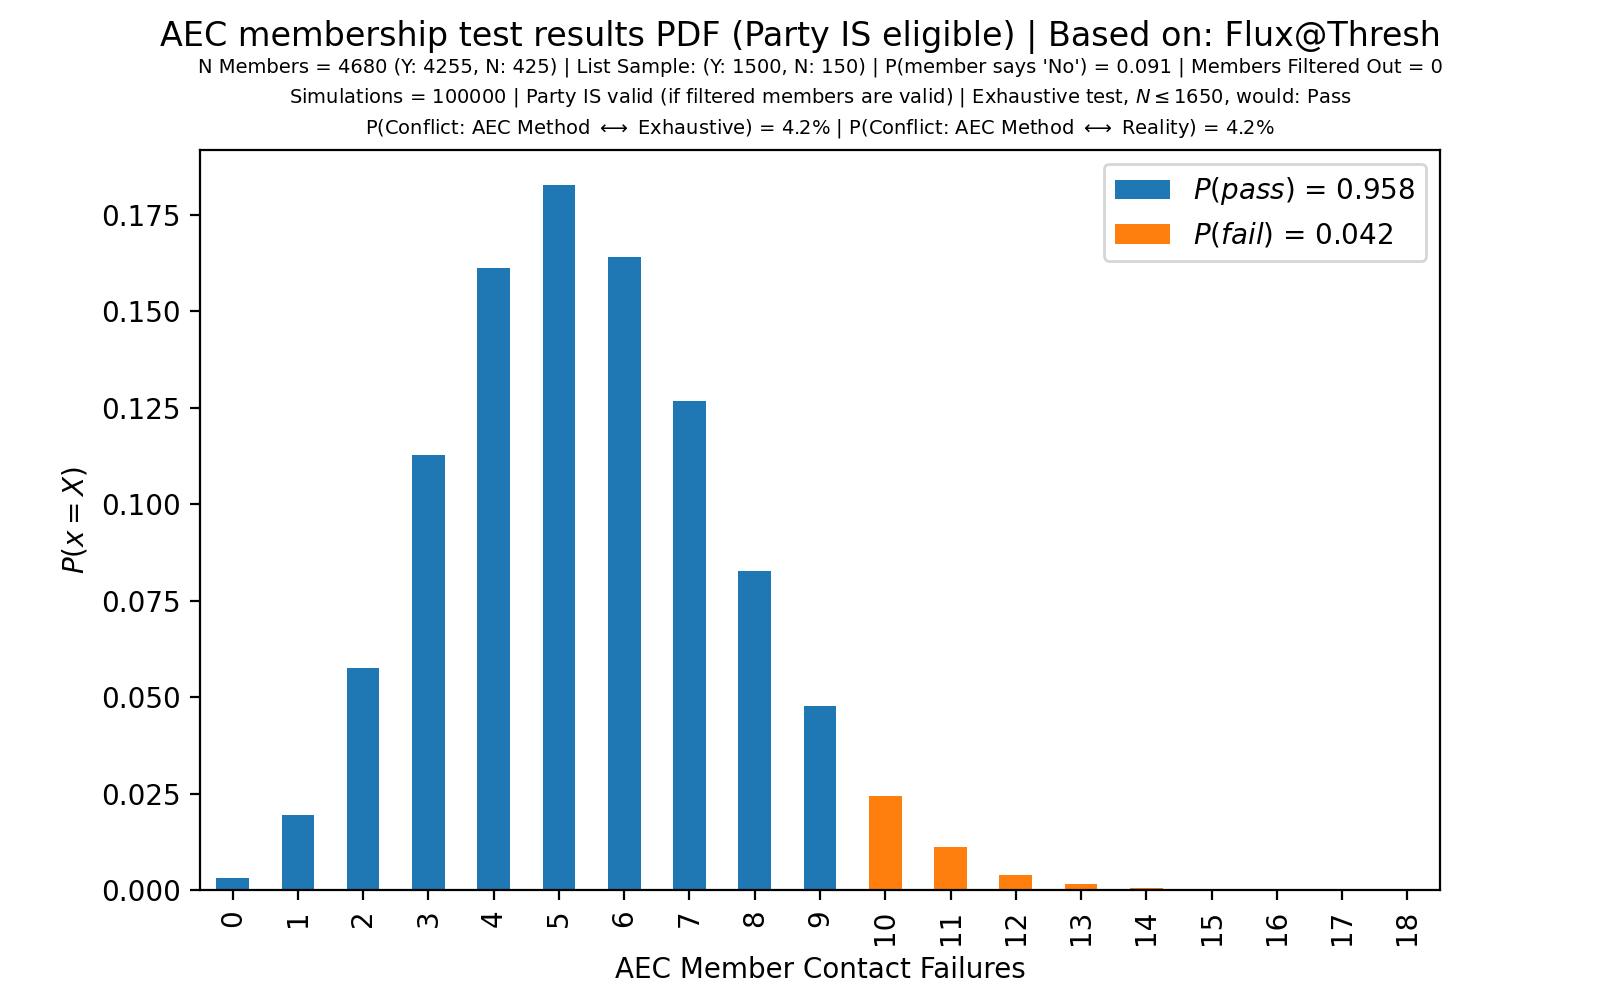 AEC membership test results PDF (Party IS eligible) | Based on: Flux@Thresh
N Members = 4680 (Y: 4255, N: 425) | List Sample: (Y: 1500, N: 150) | P(member says 'No') = 0.091 | Members Filtered Out = 0
Simulations = 100000 | Party IS valid (if filtered members are valid) | Exhaustive test, N ≤ 1650, would: Pass
P(Conflict: AEC Method ⟷ Exhaustive) = 4.2% | P(Conflict: AEC Method ⟷ Reality) = 4.2%
P(pass) = 0.958
P(fail) = 0.042
0.175
0.150
0.125
0.100
0.075
0.050
0.025
0.000
P(x = X)
0 1 2 3 4 5 6 7 8 9 10 11 12 13 14 15 16 17 18
AEC Member Contact Failures